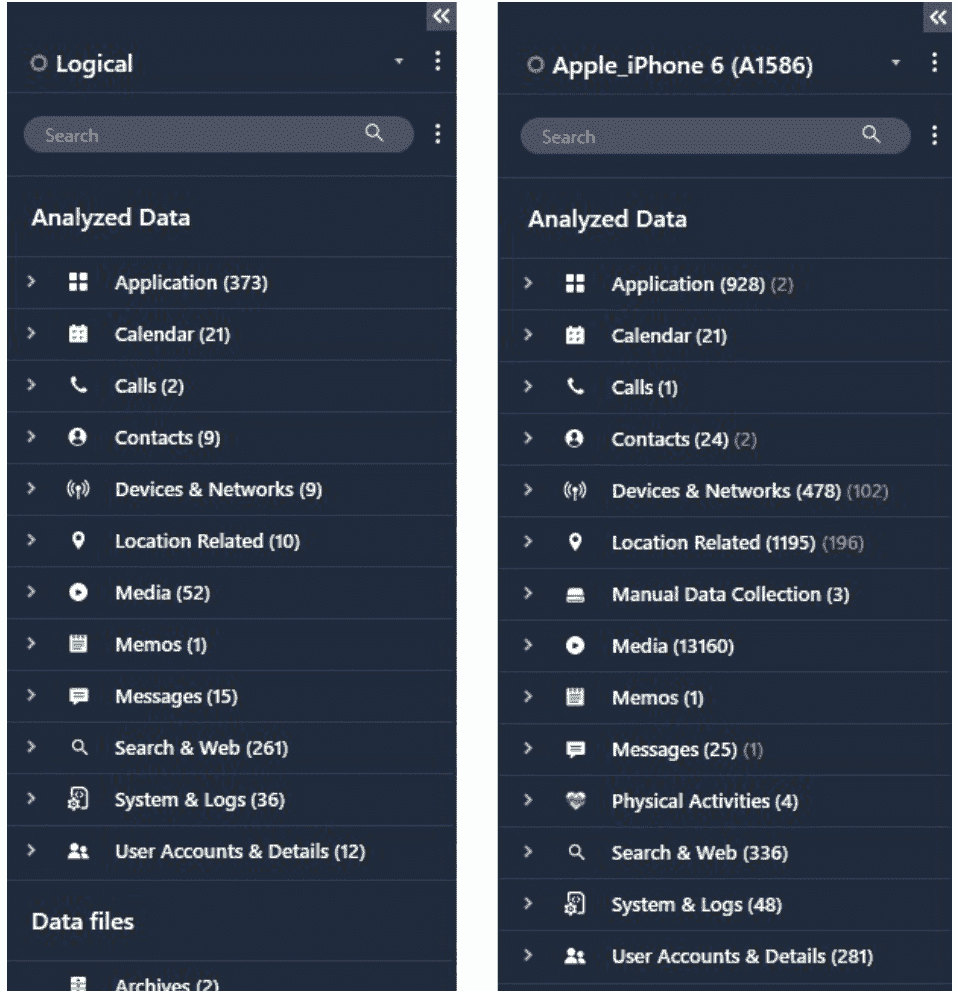 Logical
Search
Analyzed Data
Application (373)
Calendar (21)
Calls (2)
Contacts (9)
Devices & Networks (9)
Location Related (10)
Media (52)
Memos (1)
Messages (15)
Search & Web (261)
System & Logs (36)
User Accounts & Details (12)
Data files
Archives (2)
Apple_iPhone 6 (A1586)
Search
Analyzed Data
Application (928) (2)
Calendar (21)
Calls (1)
Contacts (24) (2)
Devices & Networks (478) (102)
Location Related (1195) (196)
Manual Data Collection (3)
Media (13160)
Memos (1)
Messages (25) (1)
Physical Activities (4)
Search & Web (336)
System & Logs (48)
User Accounts & Details (281)